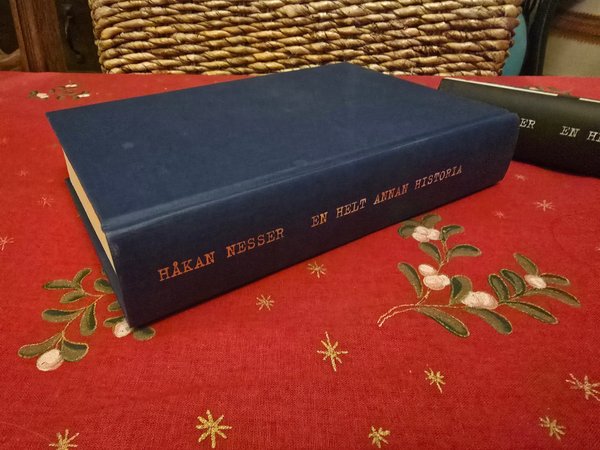 HÅKAN NESSER EN HELT ANNAN HISTORIA
ER EN HE